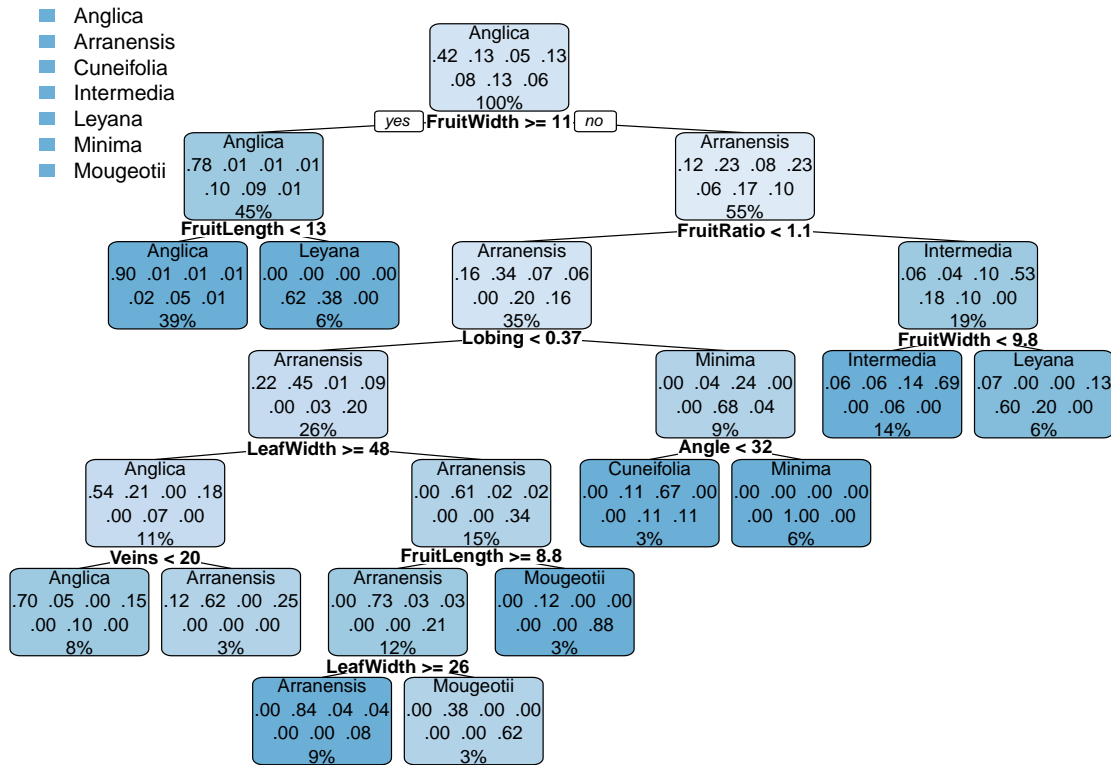 Anglica
Arranensis
Cuneifolia
Intermedia
Leyana
Minima
Mougeotii
Anglica
.42 .13 .05 .13
.08 .13 .06
100%
yes
FruitWidth >= 11
no
Anglica
.78 .01 .01 .01
.10 .09 .01
45%
FruitLength < 13
Arranensis
.12 .23 .08 .23
.06 .17 .10
55%
FruitRatio < 1.1
Anglica
.90 .01 .01 .01
.02 .05 .01
39%
Leyana
.00 .00 .00 .00
.62 .38 .00
6%
Arranensis
.16 .34 .07 .06
.00 .20 .16
35%
Lobing < 0.37
Intermedia
.06 .04 .10 .53
.18 .10 .00
19%
FruitWidth < 9.8
Arranensis
.22 .45 .01 .09
.00 .03 .20
26%
LeafWidth >= 48
Minima
.00 .04 .24 .00
.00 .68 .04
9%
Angle < 32
Intermedia
.06 .06 .14 .69
.00 .06 .00
14%
Leyana
.07 .00 .00 .13
.60 .20 .00
6%
Anglica
.54 .21 .00 .18
.00 .07 .00
11%
Veins < 20
Arranensis
.00 .61 .02 .02
.00 .00 .34
15%
FruitLength >= 8.8
Cuneifolia
.00 .11 .67 .00
.00 .11 .11
3%
Minima
.00 .00 .00 .00
.00 1.00 .00
6%
Anglica
.70 .05 .00 .15
.00 .10 .00
8%
Arranensis
.12 .62 .00 .25
.00 .00 .00
3%
Arranensis
.00 .73 .03 .03
.00 .00 .21
12%
LeafWidth >= 26
Mougeotii
.00 .12 .00 .00
.00 .00 .88
3%
Arranensis
.00 .84 .04 .04
.00 .00 .08
9%
Mougeotii
.00 .38 .00 .00
.00 .00 .62
3%